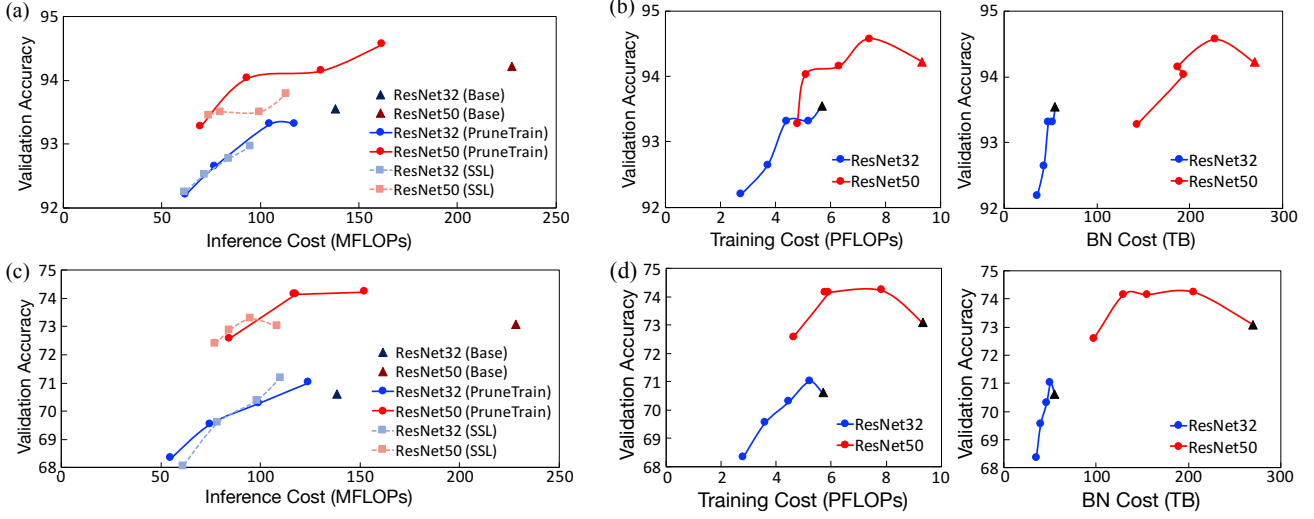 (a)
Validation Accuracy
95
94
93
92
0
50
100
150
200
250
Inference Cost (MFLOPs)
ResNet32 (Base)
ResNet50 (Base)
ResNet32 (PruneTrain)
ResNet50 (PruneTrain)
ResNet32 (SSL)
ResNet50 (SSL)
(b)
Validation Accuracy
95
94
93
92
0
2
4
6
8
10
Training Cost (PFLOPs)
ResNet32
ResNet50
95
94
93
92
0
100
200
300
BN Cost (TB)
ResNet32
ResNet50
(c)
Validation Accuracy
75
74
73
72
71
70
69
68
0
50
100
150
200
250
Inference Cost (MFLOPs)
ResNet32 (Base)
ResNet50 (Base)
ResNet32 (PruneTrain)
ResNet50 (PruneTrain)
ResNet32 (SSL)
ResNet50 (SSL)
(d)
Validation Accuracy
75
74
73
72
71
70
69
68
0
2
4
6
8
10
Training Cost (PFLOPs)
ResNet32
ResNet50
75
74
73
72
71
70
69
68
0
100
200
300
BN Cost (TB)
ResNet32
ResNet50